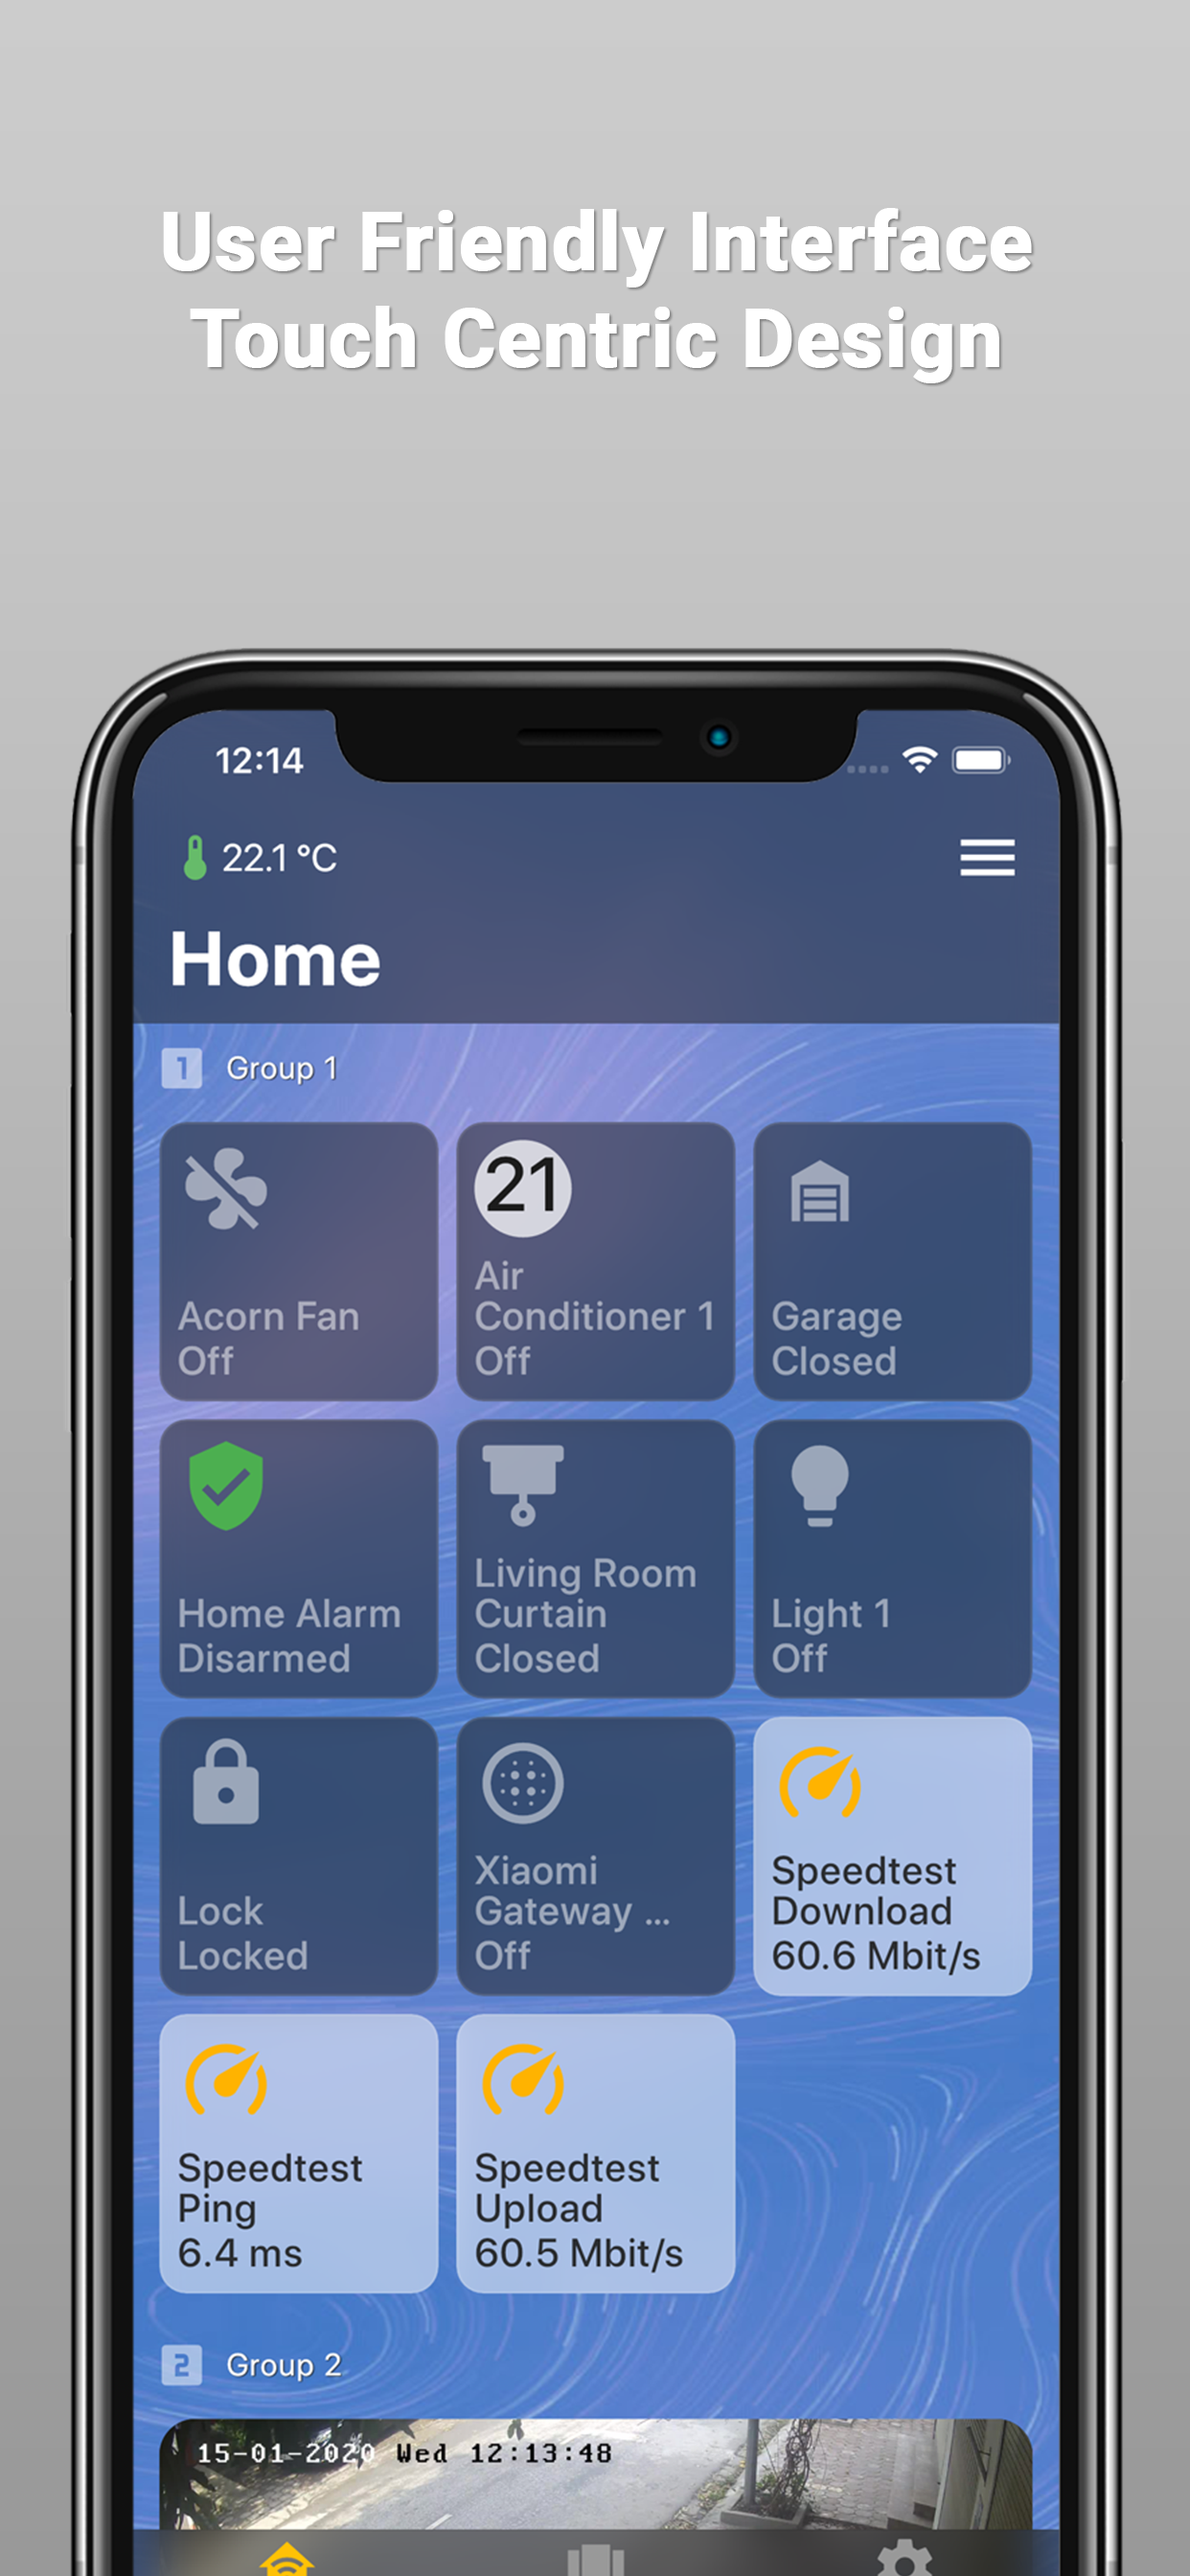 User Friendly Interface
Touch Centric Design
12:14
22.1 °C
Home
1 Group 1
Acorn Fan
Off
21
Air
Conditioner 1
Off
Garage
Closed
Home Alarm
Disarmed
Living Room
Curtain
Closed
Light 1
Off
Lock
Locked
Xiaomi
Gateway ...
Off
Speedtest
Download
60.6 Mbit/s
Speedtest
Ping
6.4 ms
Speedtest
Upload
60.5 Mbit/s
2 Group 2
15-01-2020 Wed 12:13:48